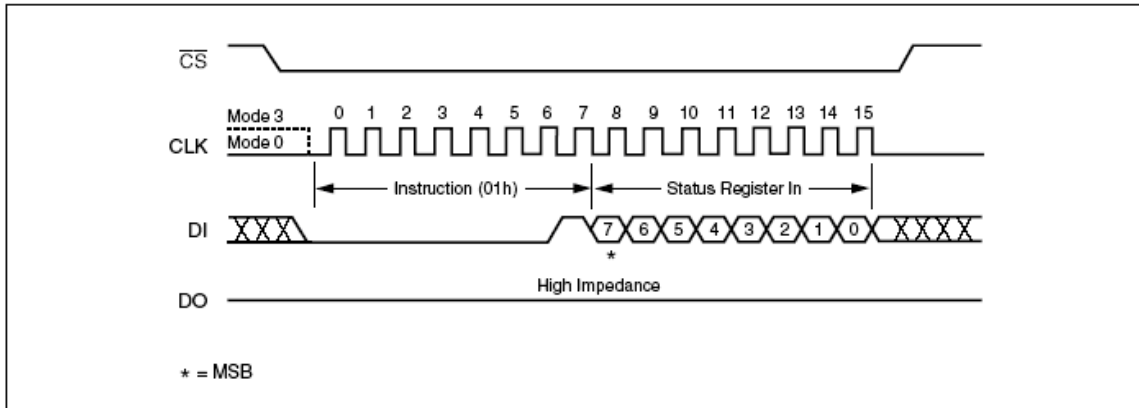 CS
Mode 3 0 1 2 3 4 5 6 7 8 9 10 11 12 13 14 15
CLK Mode 0
Instruction (01h) Status Register In
DI 7 6 5 4 3 2 1 0
*
High Impedance
DO
* = MSB